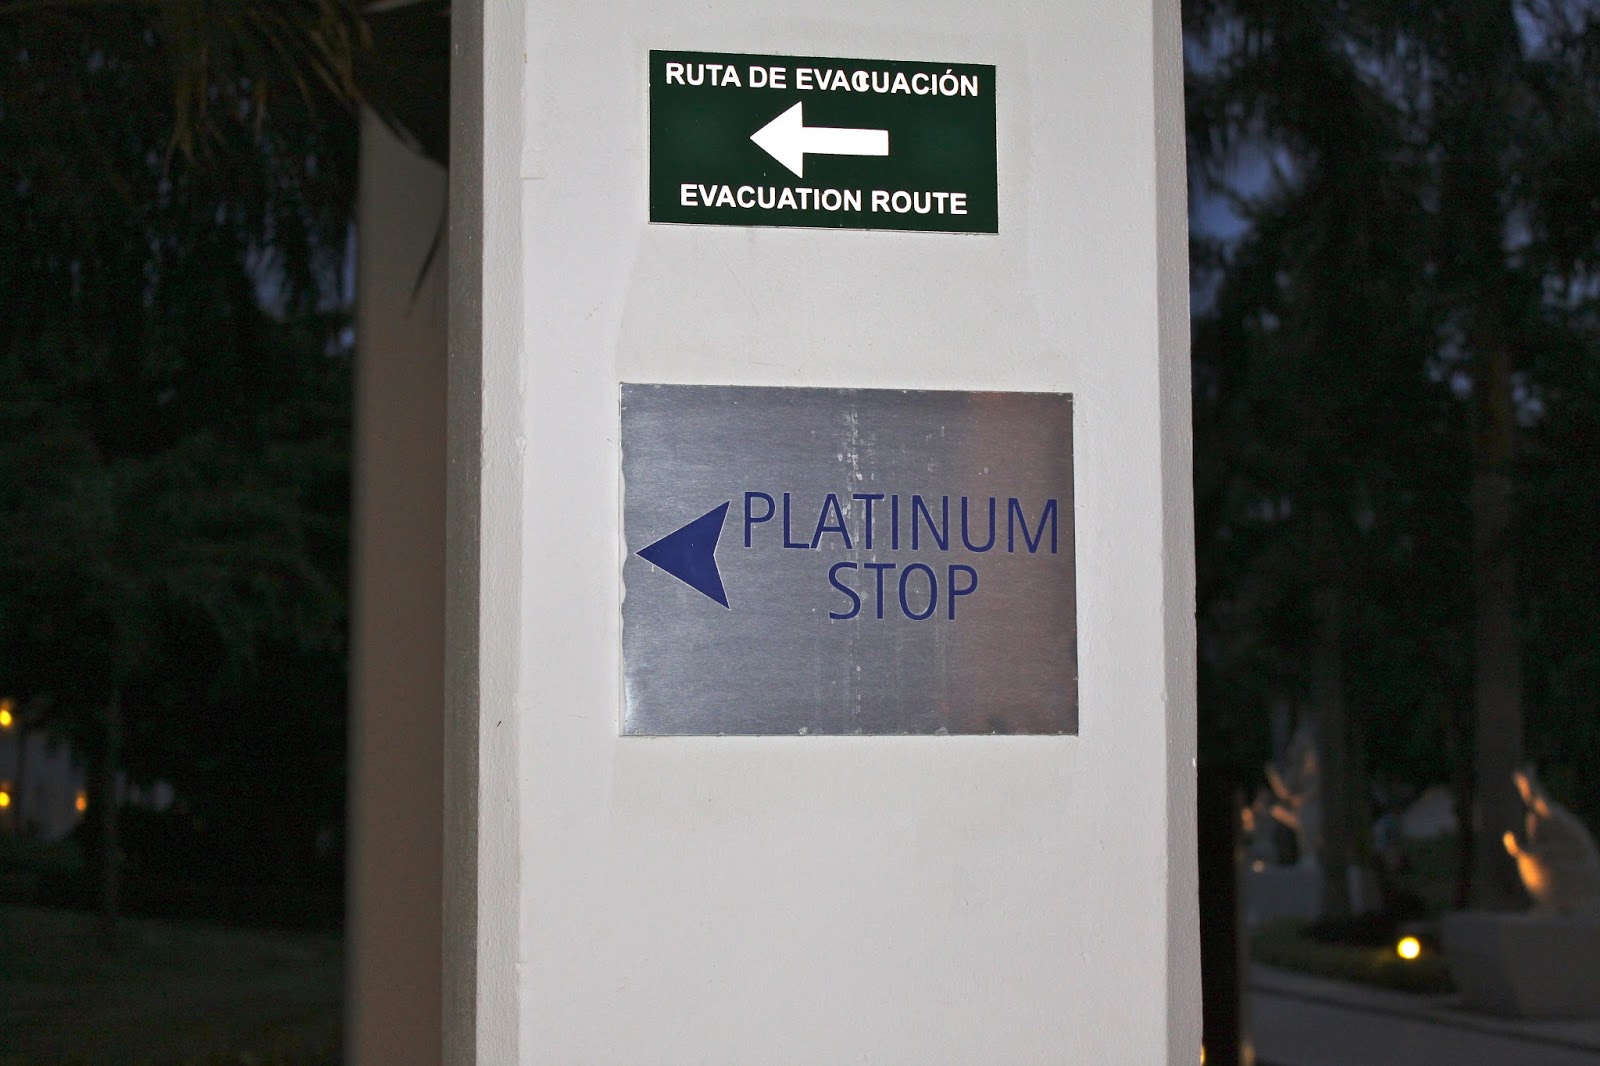 RUTA DE EVACUACIÓN
EVACUATION ROUTE
PLATINUM
STOP